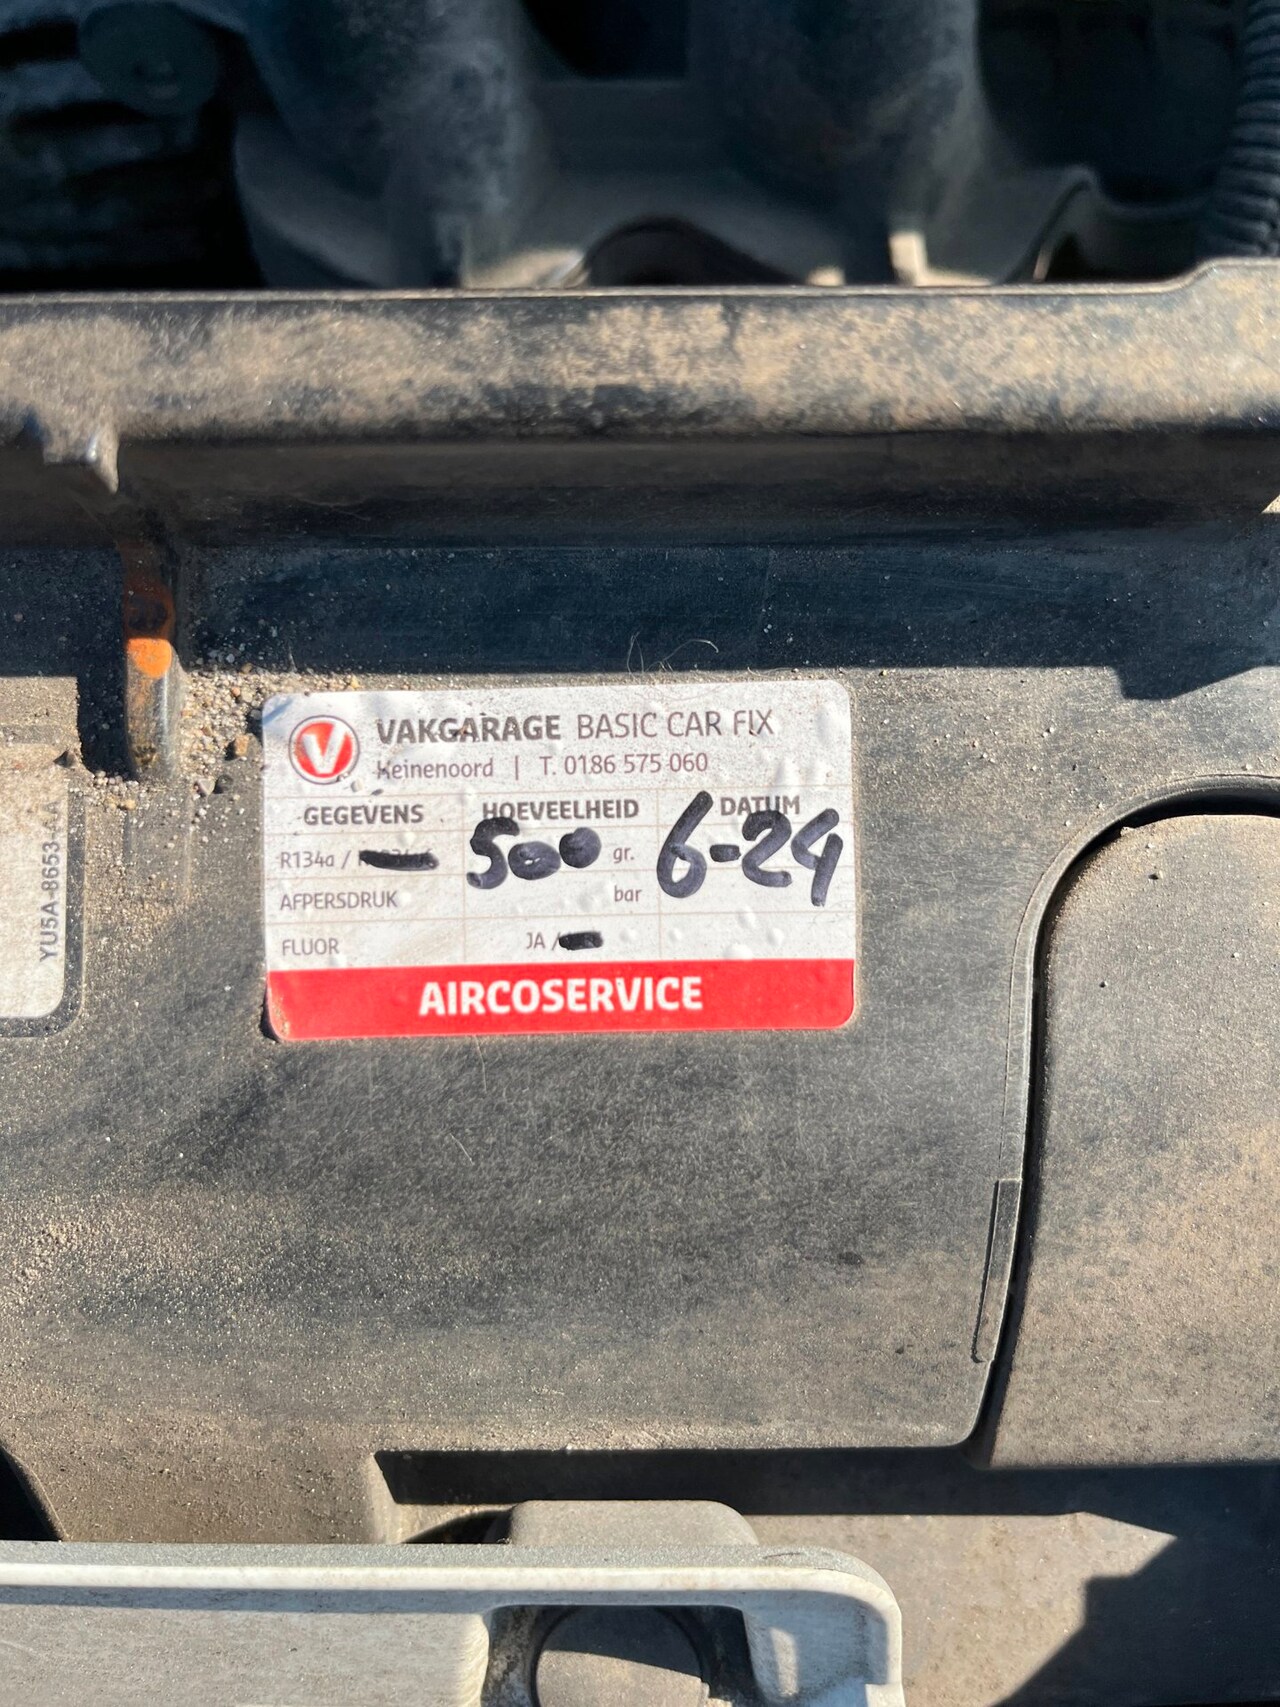 V VAKGARAGE BASIC CAR FIX
Heinenoord | T. 0186 575 060
GEGEVENS HOEVEELHEID DATUM
R134a / 500 gr. 6-24
AFPERSDRUK bar
FLUOR JA /
AIRCOSERVICE
YU5A-8653-AA